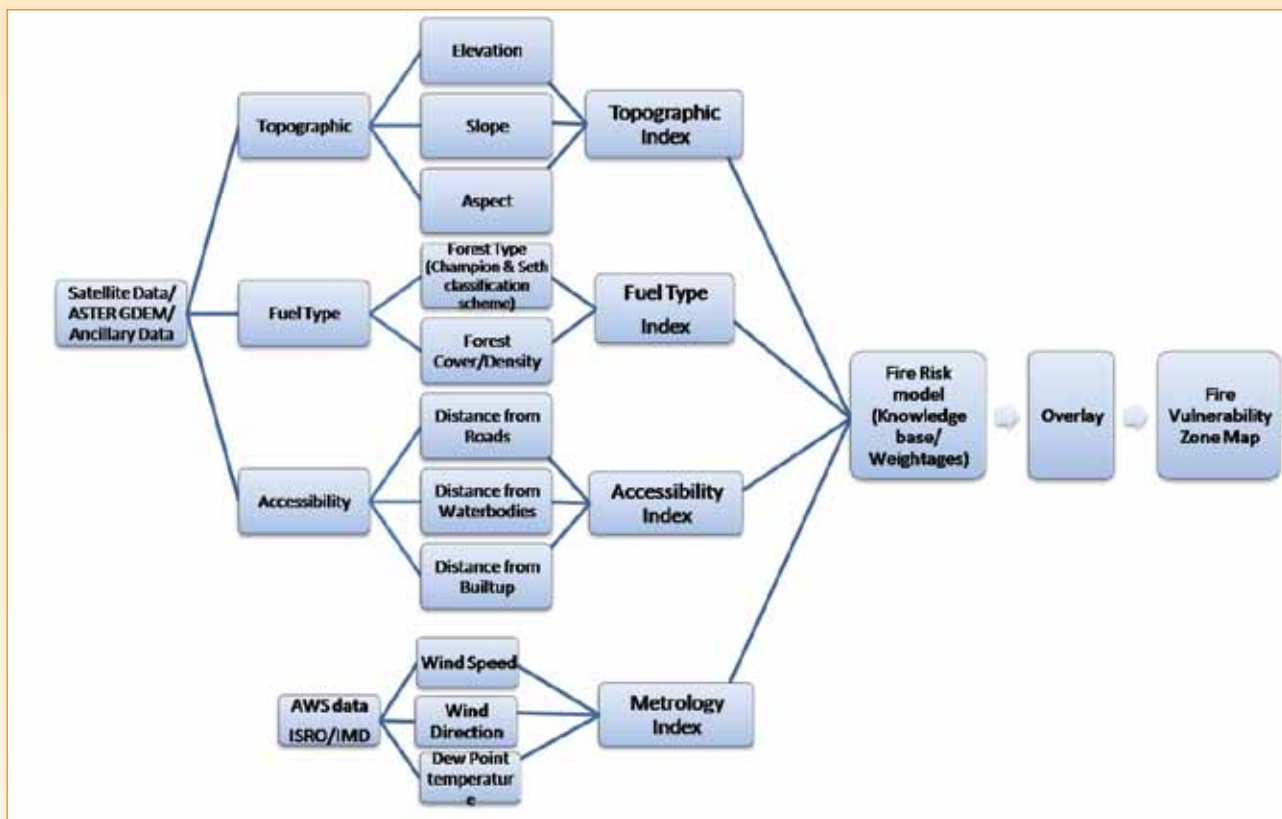 Elevation
Topographic
Slope
Topographic
Index
Aspect
Forest Type
(Champion & Seth
classification
scheme)
Satellite Data/
ASTER GDEM/
Ancillary Data
Fuel Type
Fuel Type
Index
Forest
Cover/Density
Fire Risk
model
(Knowledge
base/
Weightages)
Overlay
Fire
Vulnerability
Zone Map
Distance from
Roads
Accessibility
Distance from
Waterbodies
Accessibility
Index
Distance from
Builtup
Wind Speed
AWS data
ISRO/IMD
Wind
Direction
Metrology
Index
Dew Point
temperatur
e